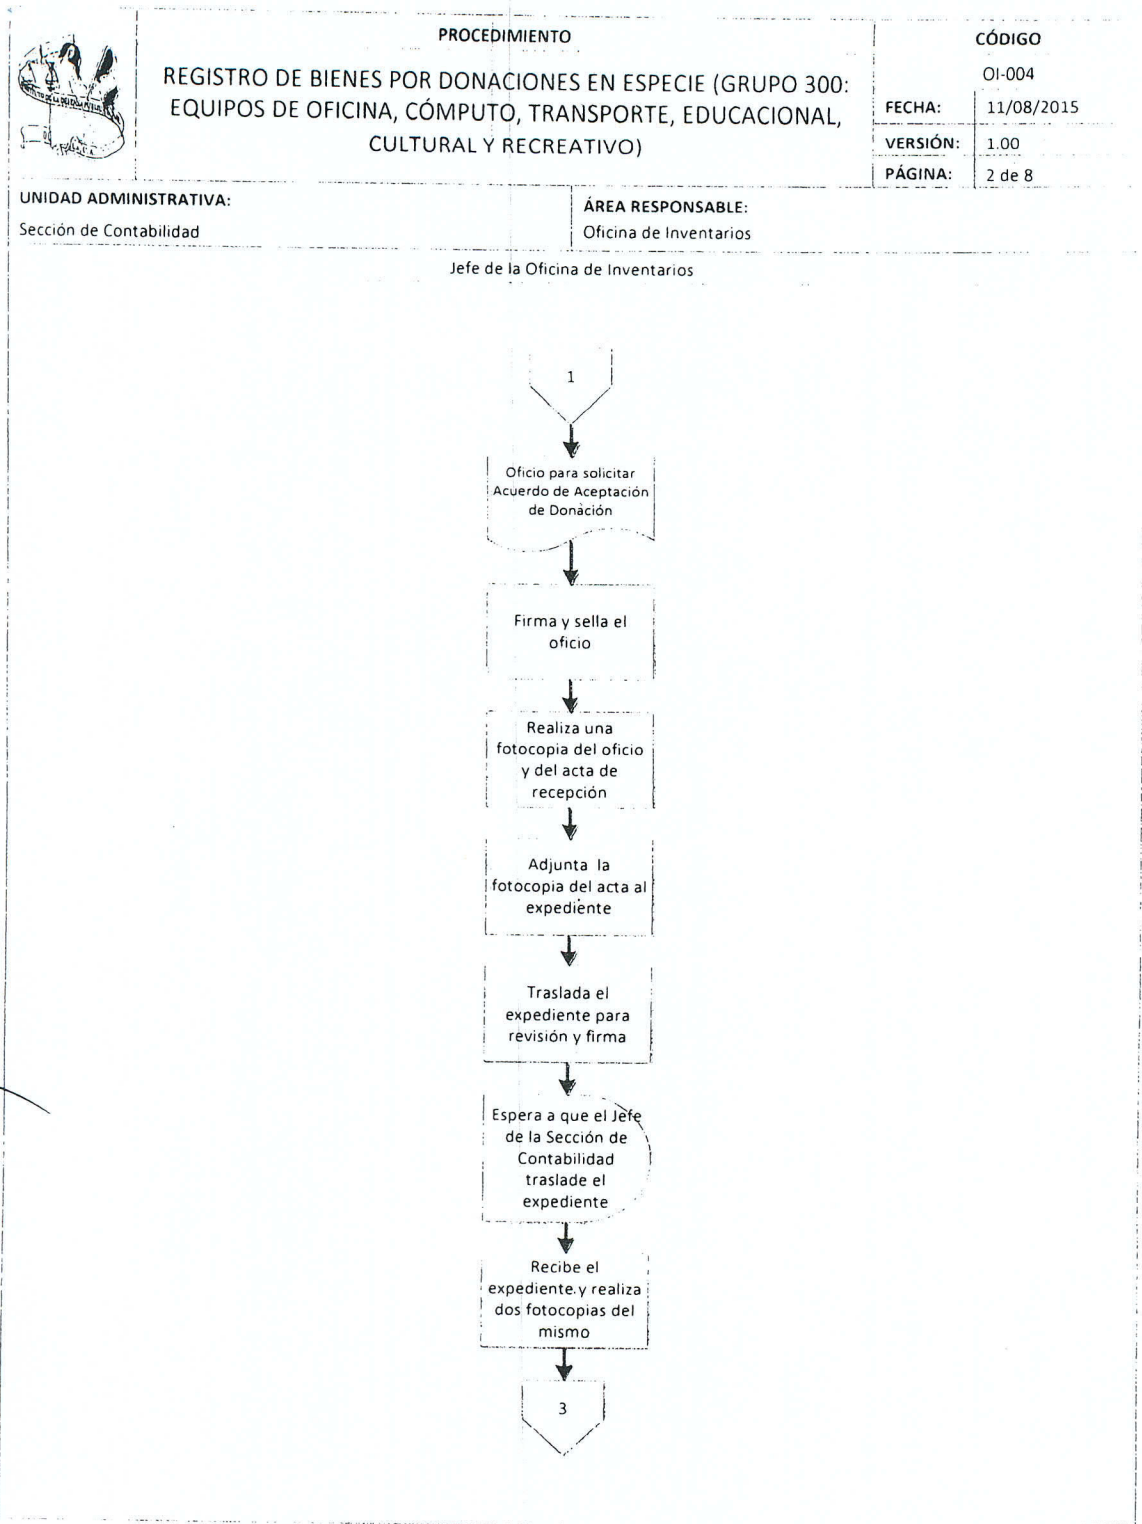 PROCEDIMIENTO
REGISTRO DE BIENES POR DONACIONES EN ESPECIE (GRUPO 300:
EQUIPOS DE OFICINA, CÓMPUTO, TRANSPORTE, EDUCACIONAL,
CULTURAL Y RECREATIVO)
CÓDIGO
OI-004
FECHA: 11/08/2015
VERSIÓN: 1.00
PÁGINA: 2 de 8
UNIDAD ADMINISTRATIVA:
Sección de Contabilidad
ÁREA RESPONSABLE:
Oficina de Inventarios
Jefe de la Oficina de Inventarios
1
Oficio para solicitar
Acuerdo de Aceptación
de Donación
Firma y sella el
oficio
Realiza una
fotocopia del oficio
y del acta de
recepción
Adjunta la
fotocopia del acta al
expediente
Traslada el
expediente para
revisión y firma
Espera a que el Jefe
de la Sección de
Contabilidad
traslade el
expediente
Recibe el
expediente y realiza
dos fotocopias del
mismo
3